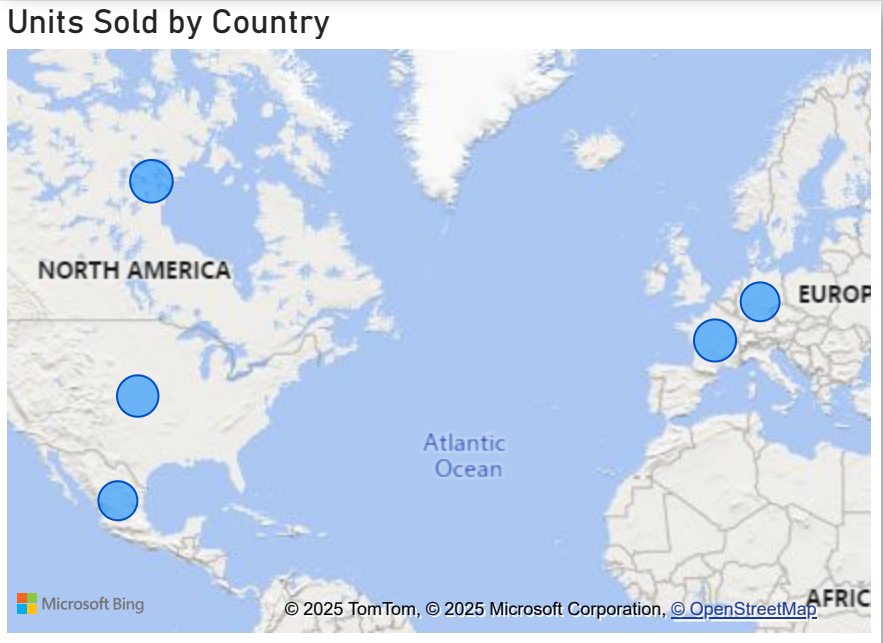 Units Sold by Country
NORTH AMERICA
EUROP
Atlantic
Ocean
AFRIC
Microsoft Bing
© 2025 TomTom, © 2025 Microsoft Corporation, © OpenStreetMap